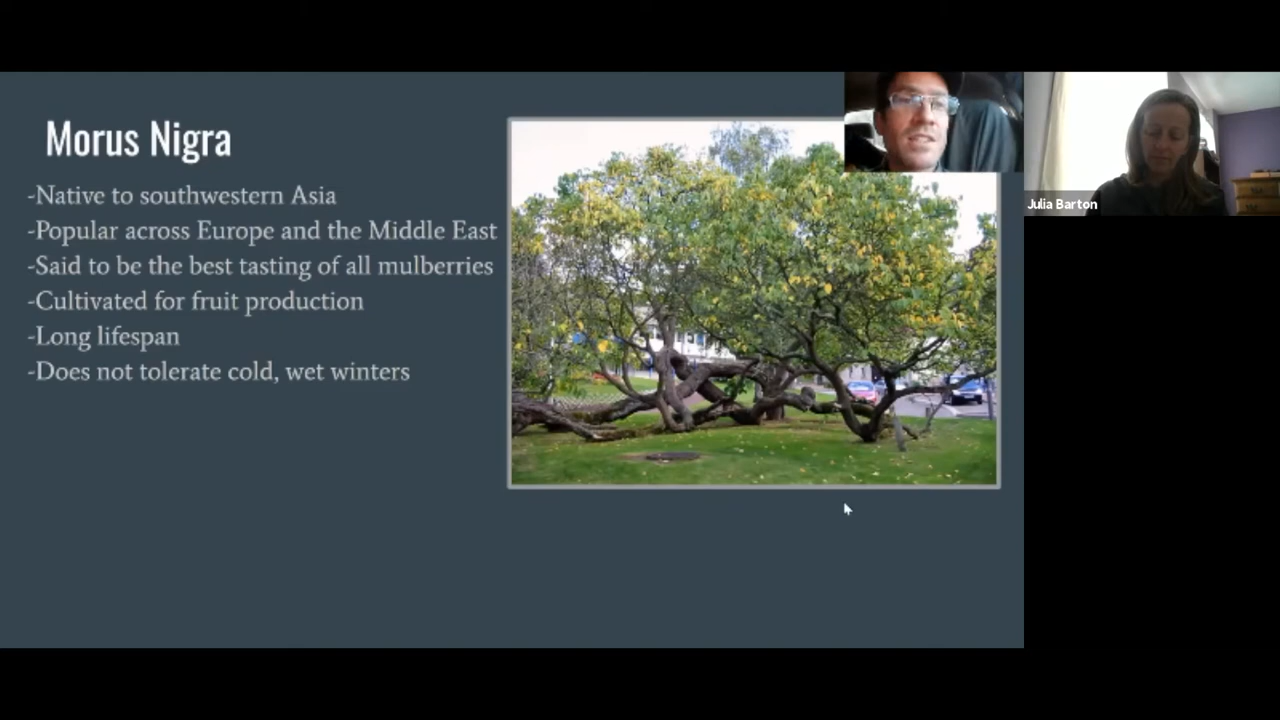 Morus Nigra
-Native to southwestern Asia
-Popular across Europe and the Middle East
-Said to be the best tasting of all mulberries
-Cultivated for fruit production
-Long lifespan
-Does not tolerate cold, wet winters
Julia Barton